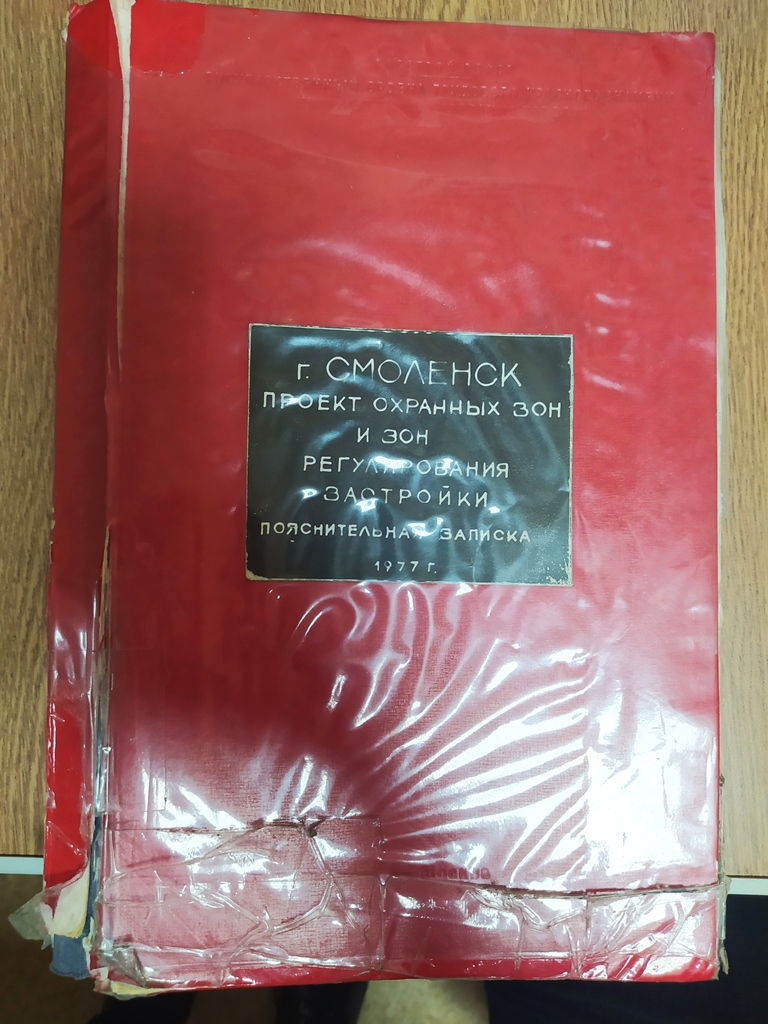 г. СМОЛЕНСК
ПРОЕКТ ОХРАННЫХ ЗОН
И ЗОН
РЕГУЛИРОВАНИЯ
ЗАСТРОЙКИ
ПОЯСНИТЕЛЬНАЯ ЗАПИСКА
1977 г.